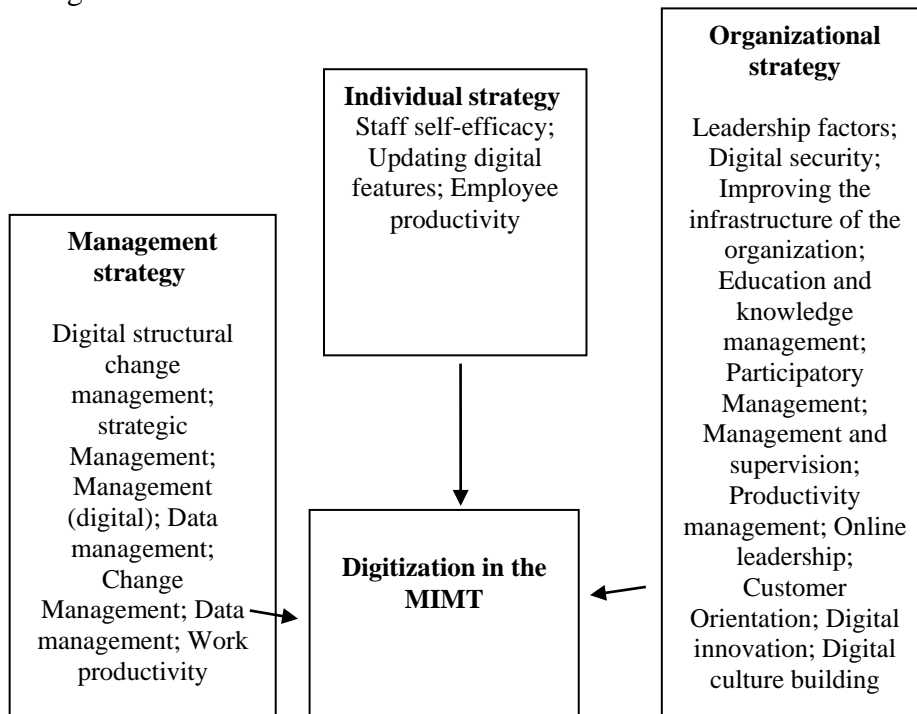 Management
strategy
Digital structural
change
management;
strategic
Management;
Management
(digital); Data
management;
Change
Management; Data
management; Work
productivity
Individual strategy
Staff self-efficacy;
Updating digital
features; Employee
productivity
Digitization in the
MIMT
Organizational
strategy
Leadership factors;
Digital security;
Improving the
infrastructure of the
organization;
Education and
knowledge
management;
Participatory
Management;
Management and
supervision;
Productivity
management; Online
leadership;
Customer
Orientation; Digital
innovation; Digital
culture building